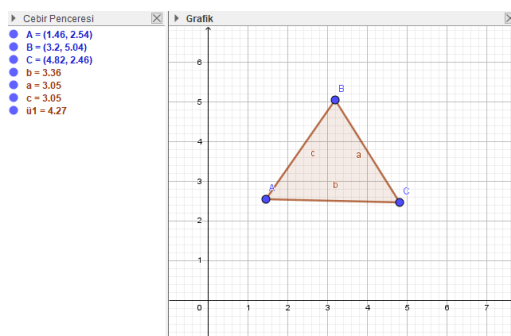 Cebir Penceresi
A = (1.46, 2.54)
B = (3.2, 5.04)
C = (4.82, 2.46)
b = 3.36
a = 3.05
c = 3.05
ü1 = 4.27
Grafik
6
5
4
3
2
1
0 1 2 3 4 5 6 7
B
c a
A b C